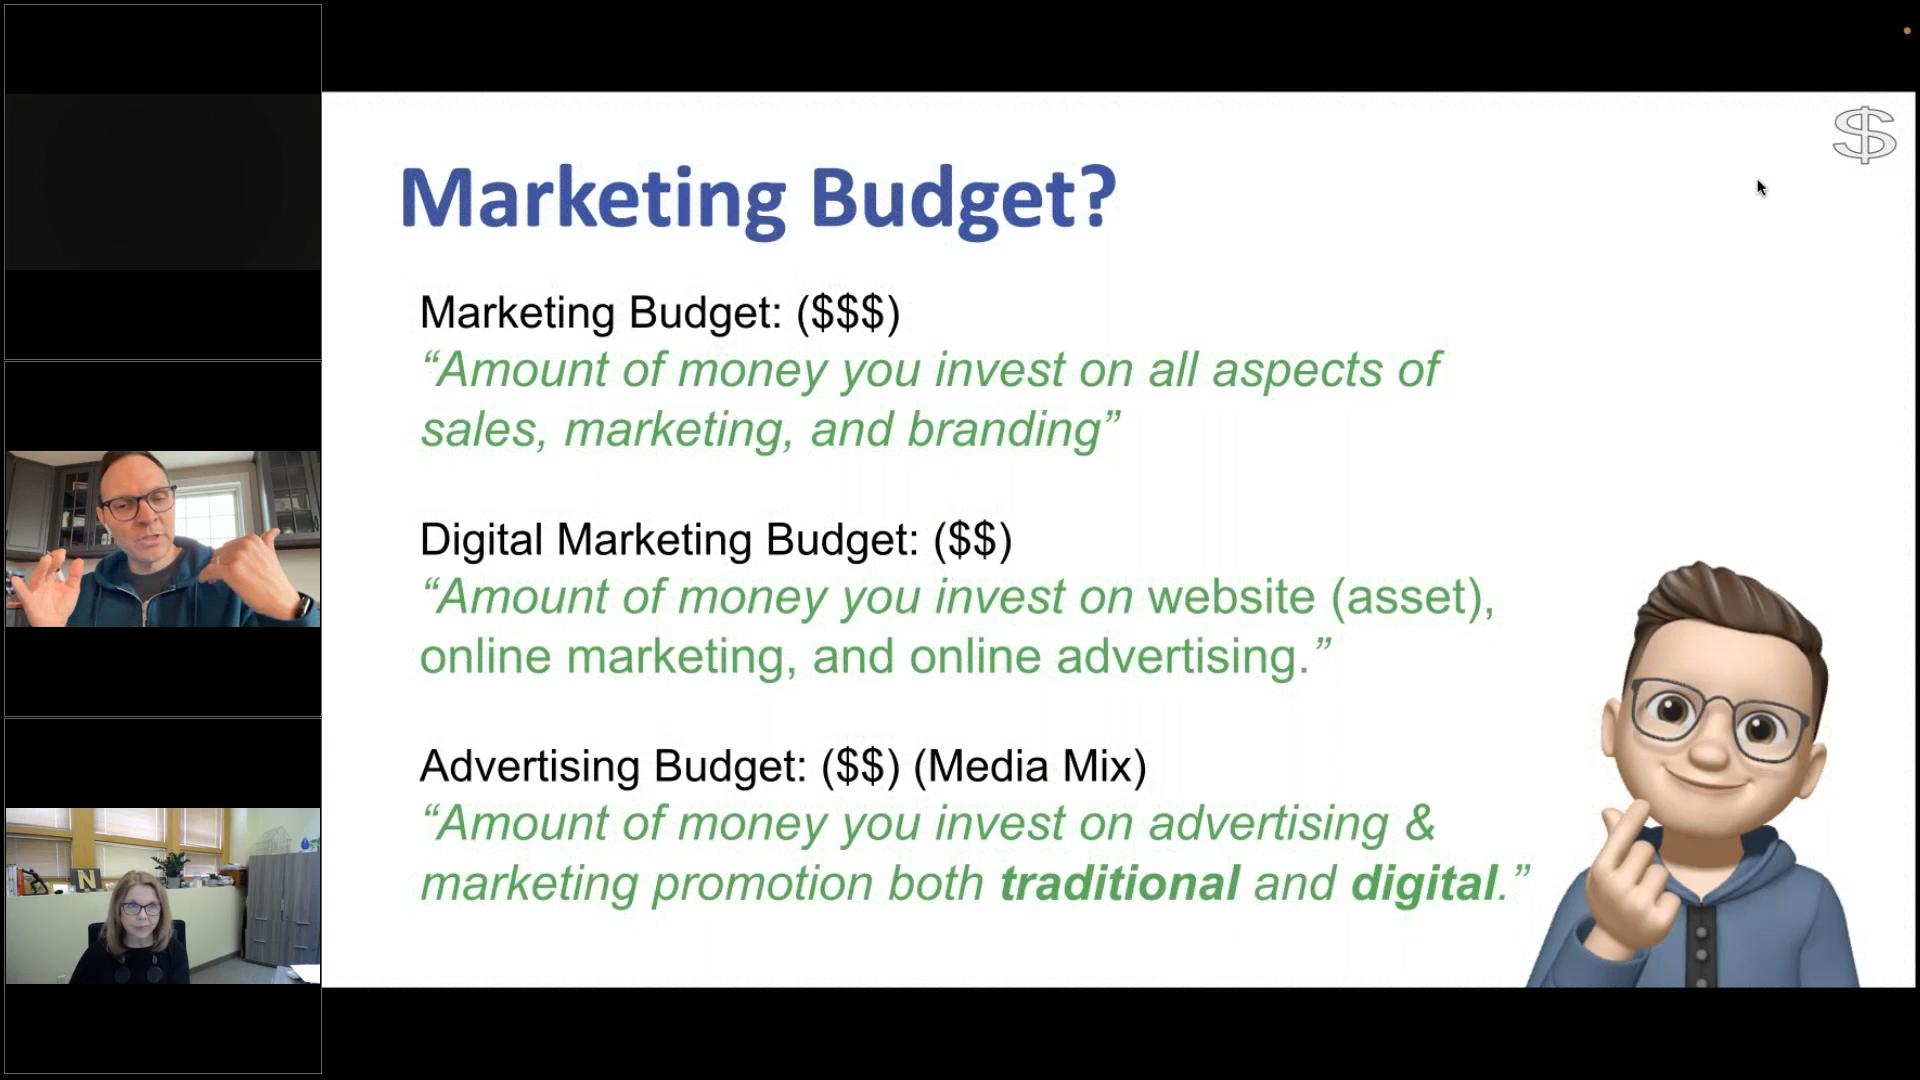 $
Marketing Budget?
Marketing Budget: ($$$)
“Amount of money you invest on all aspects of
sales, marketing, and branding”
Digital Marketing Budget: ($$)
“Amount of money you invest on website (asset),
online marketing, and online advertising.”
Advertising Budget: ($$) (Media Mix)
“Amount of money you invest on advertising &
marketing promotion both traditional and digital.”
N